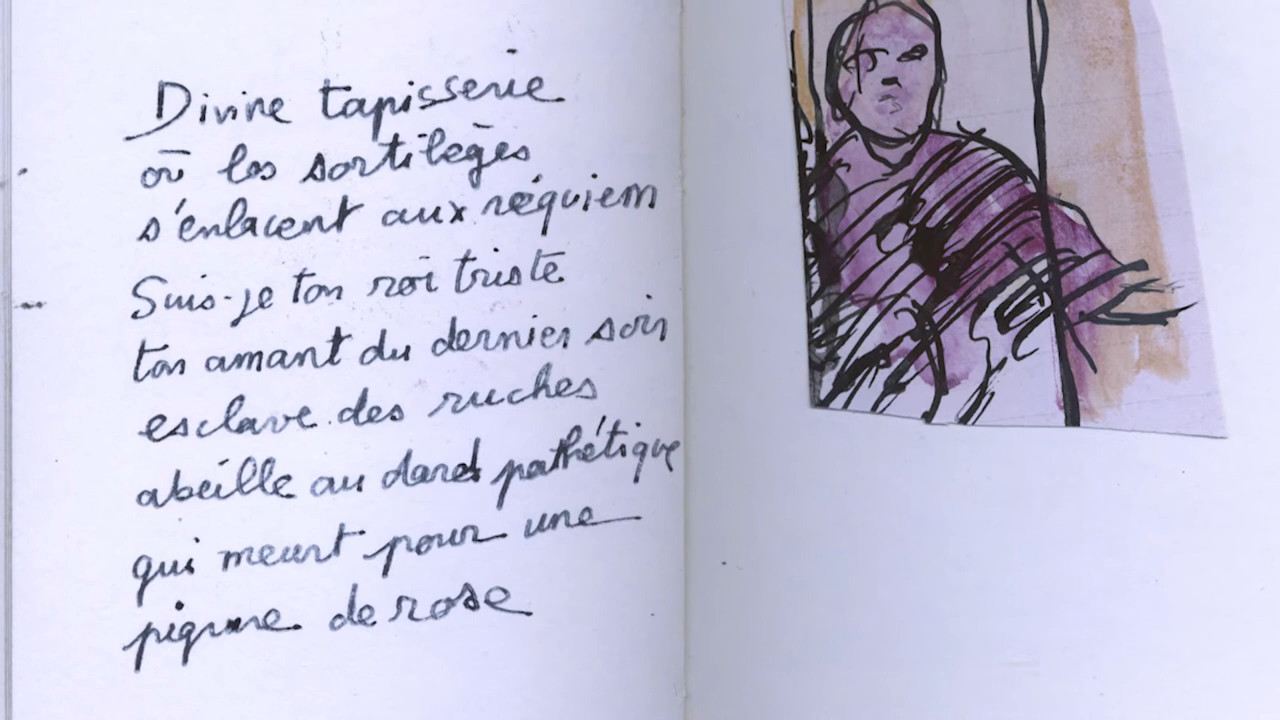 Divine tapisserie
où les sortilèges
s'enlacent aux réquiem
Suis-je ton roi triste
ton amant du dernier soir
esclave des ruches
abeille au dard pathétique
qui meurt pour une
piqure de rose